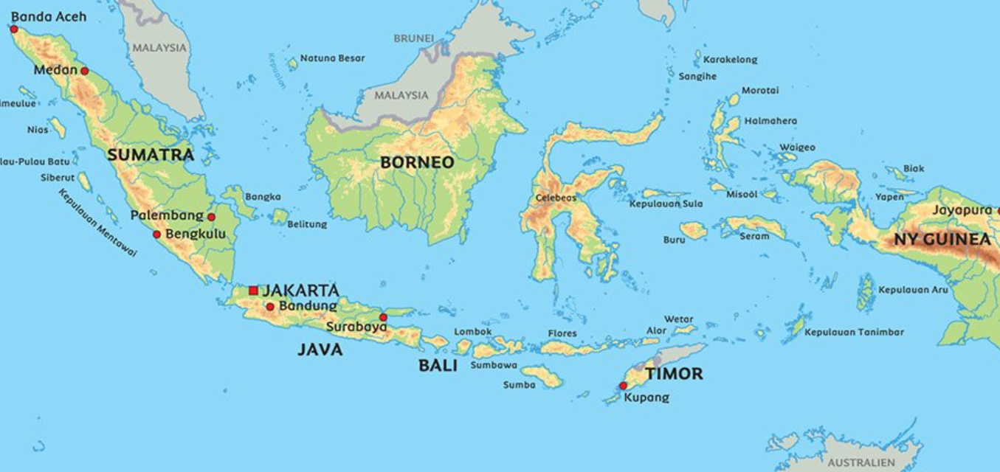 Banda Aceh
MALAYSIA
BRUNEI
Natuna Besar
Kepualan
Karakelong
Sangihe
Medan
MALAYSIA
Morotai
imeulue
Halmahera
Nias
Waigeo
SUMATRA
BORNEO
lau-Pulau Batu
Siberut
Biak
Kepulauan Mentawai
Bangka
Celebeas
Kepulauan Sula
Misoöl
Yapen
Palembang
Belitung
Jayapura
Bengkulu
Buru
Seram
NY GUINEA
JAKARTA
Kepulauan Aru
Bandung
Surabaya
Wetar
Lombok
Flores
Alor
Kepulauan Tanimbar
JAVA
BALI
Sumbawa
TIMOR
Sumba
Kupang
AUSTRALIEN